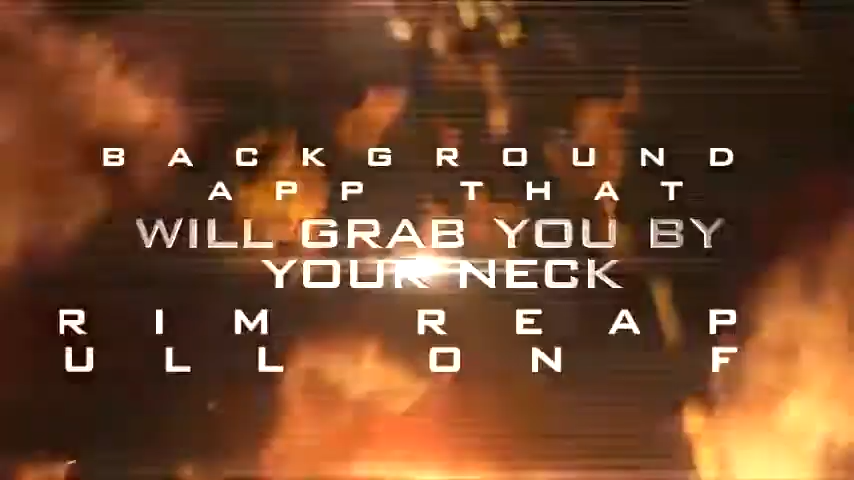 BACKGROUND
APP THAT
WILL GRAB YOU BY
YOUR NECK
RIM REAP
ULL ON F